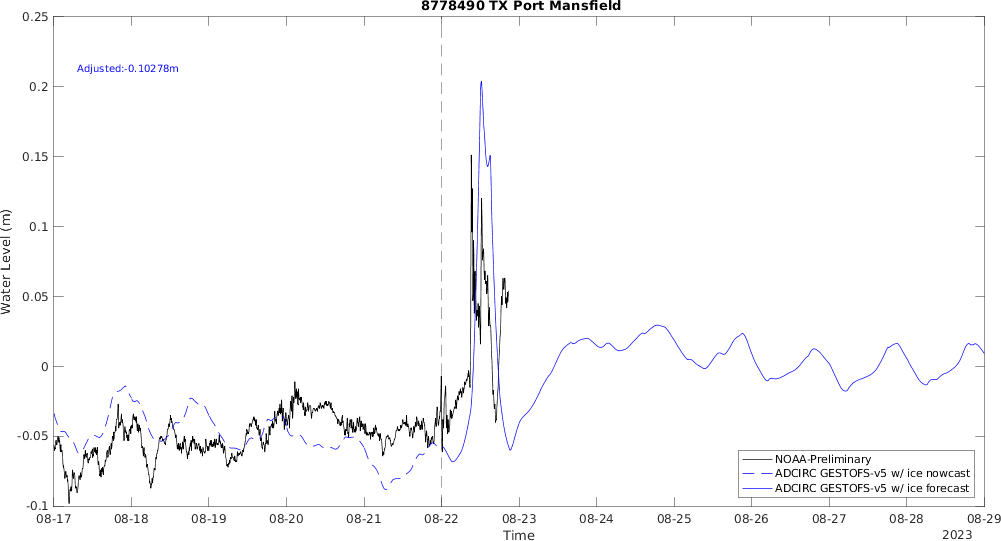 8778490 TX Port Mansfield
0.25
Adjusted:-0.10278m
0.2
0.15
0.1
0.05
0
-0.05
-0.1
Water Level (m)
NOAA-Preliminary
ADCIRC GESTOFS-v5 w/ ice nowcast
ADCIRC GESTOFS-v5 w/ ice forecast
08-17 08-18 08-19 08-20 08-21 08-22 08-23 08-24 08-25 08-26 08-27 08-28 08-29
Time 2023